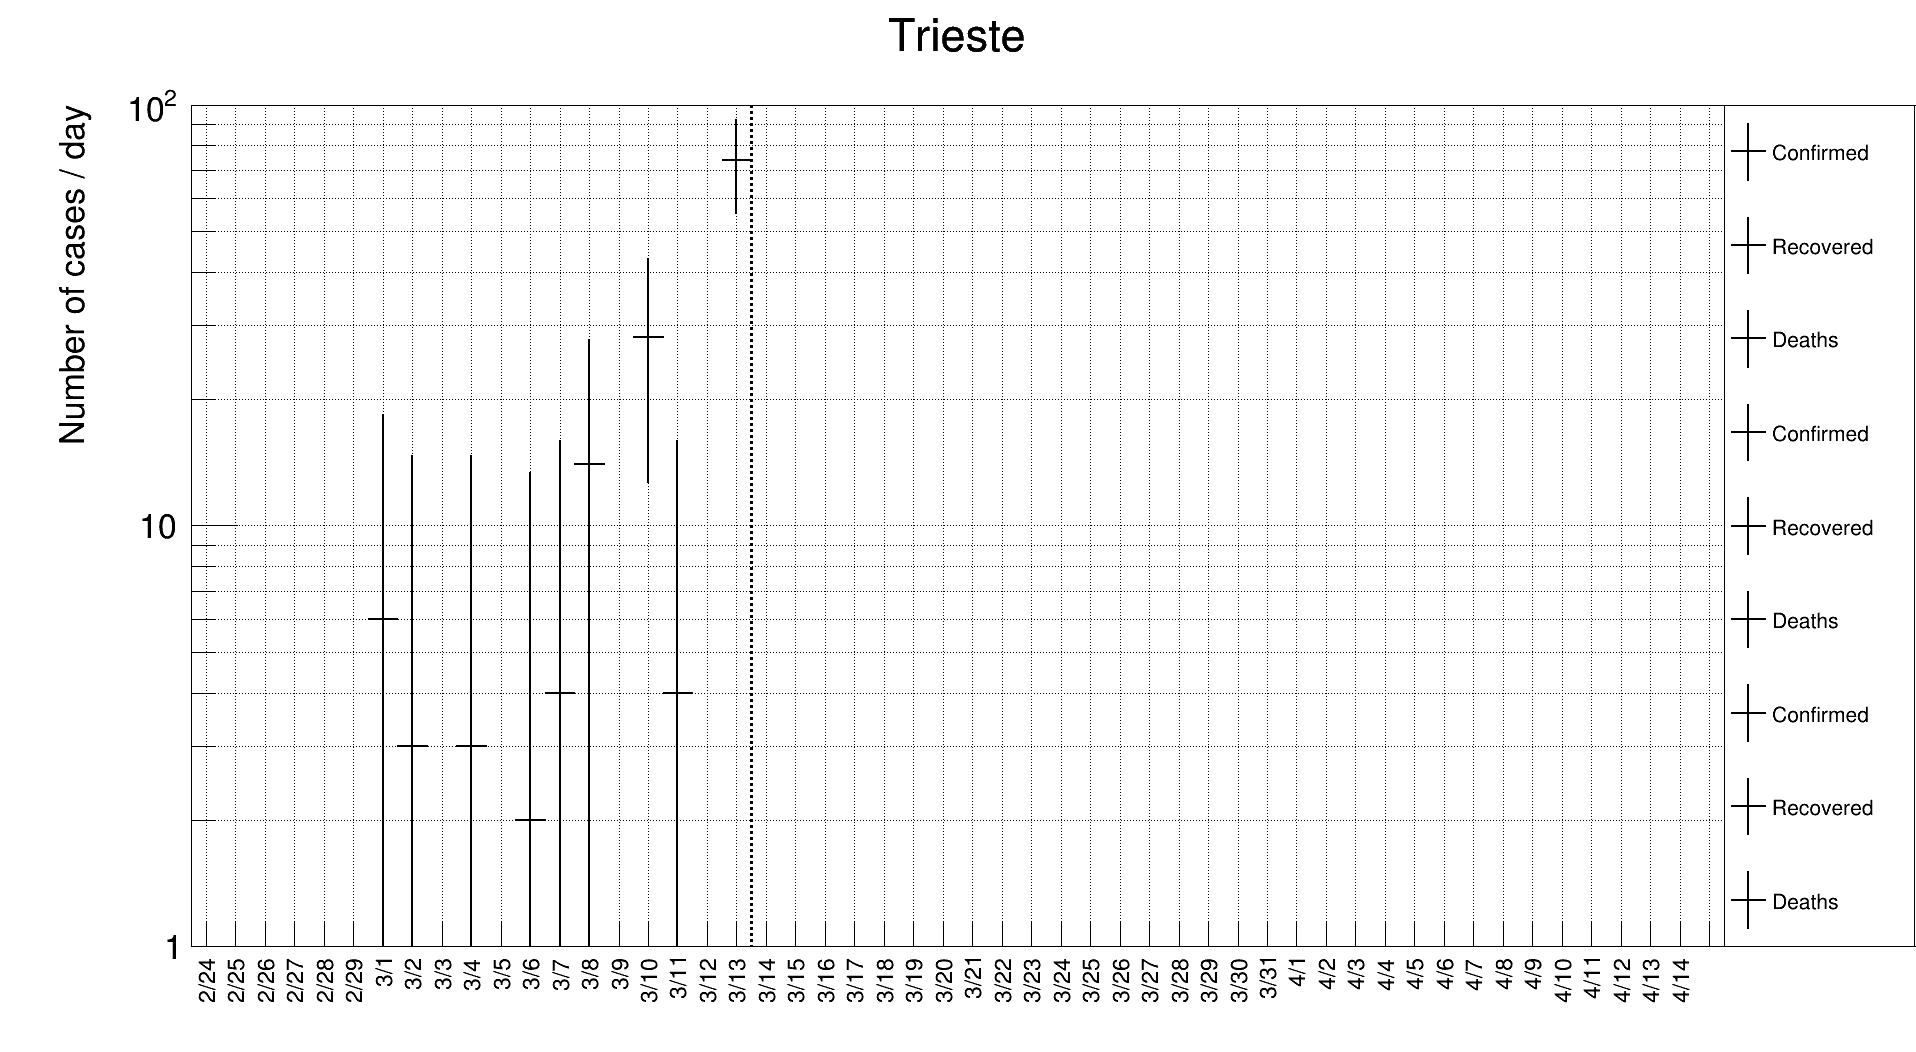 Trieste
Number of cases / day
10²
10
1
2/24 2/25 2/26 2/27 2/28 2/29 3/1 3/2 3/3 3/4 3/5 3/6 3/7 3/8 3/9 3/10 3/11 3/12 3/13 3/14 3/15 3/16 3/17 3/18 3/19 3/20 3/21 3/22 3/23 3/24 3/25 3/26 3/27 3/28 3/29 3/30 3/31 4/1 4/2 4/3 4/4 4/5 4/6 4/7 4/8 4/9 4/10 4/11 4/12 4/13 4/14
Confirmed
Recovered
Deaths
Confirmed
Recovered
Deaths
Confirmed
Recovered
Deaths